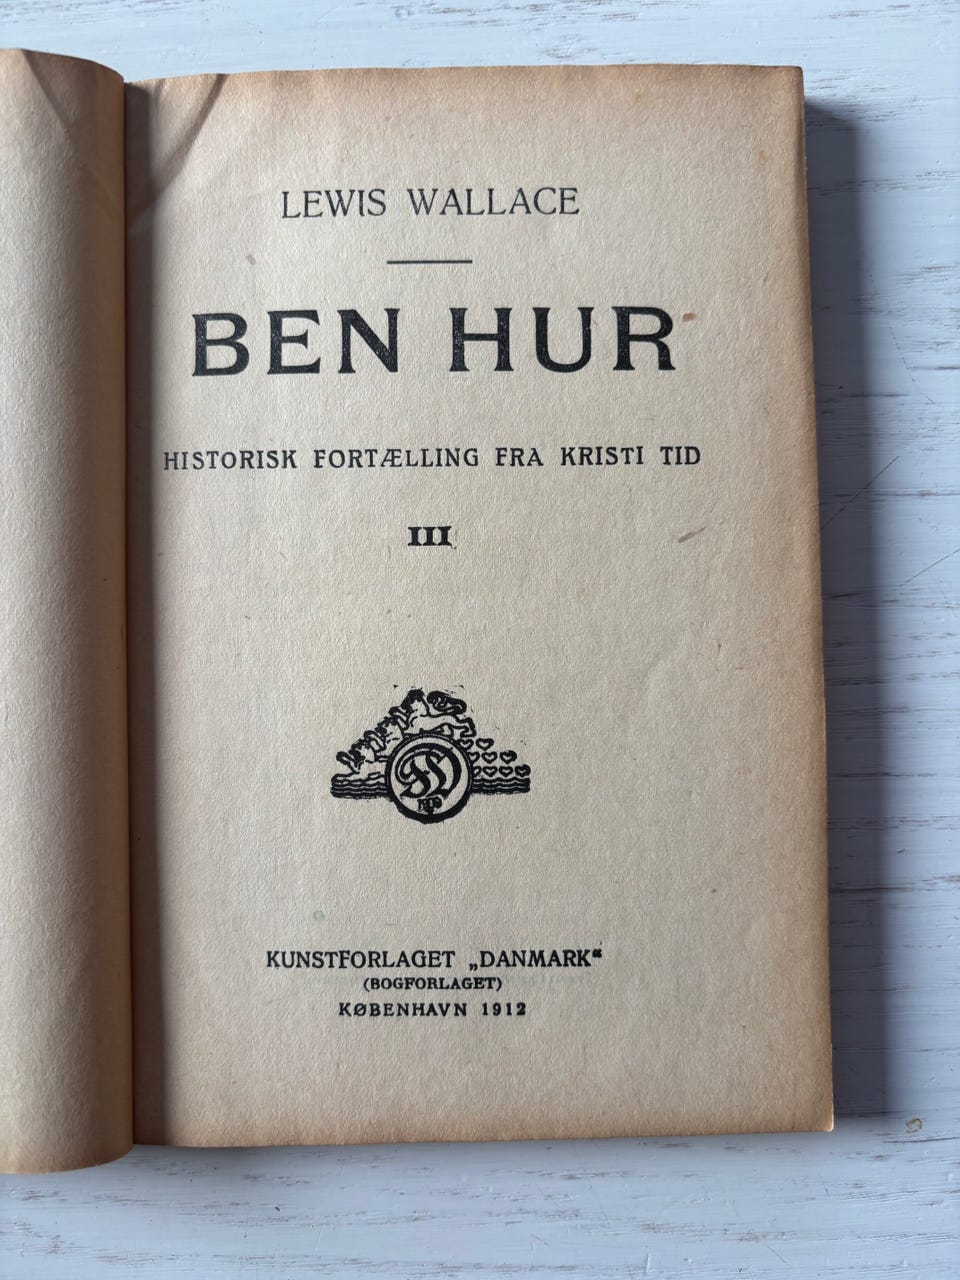 LEWIS WALLACE
BEN HUR
HISTORISK FORTÆLLING FRA KRISTI TID
III
KUNSTFORLAGET „DANMARK“
(BOGFORLAGET)
KØBENHAVN 1912